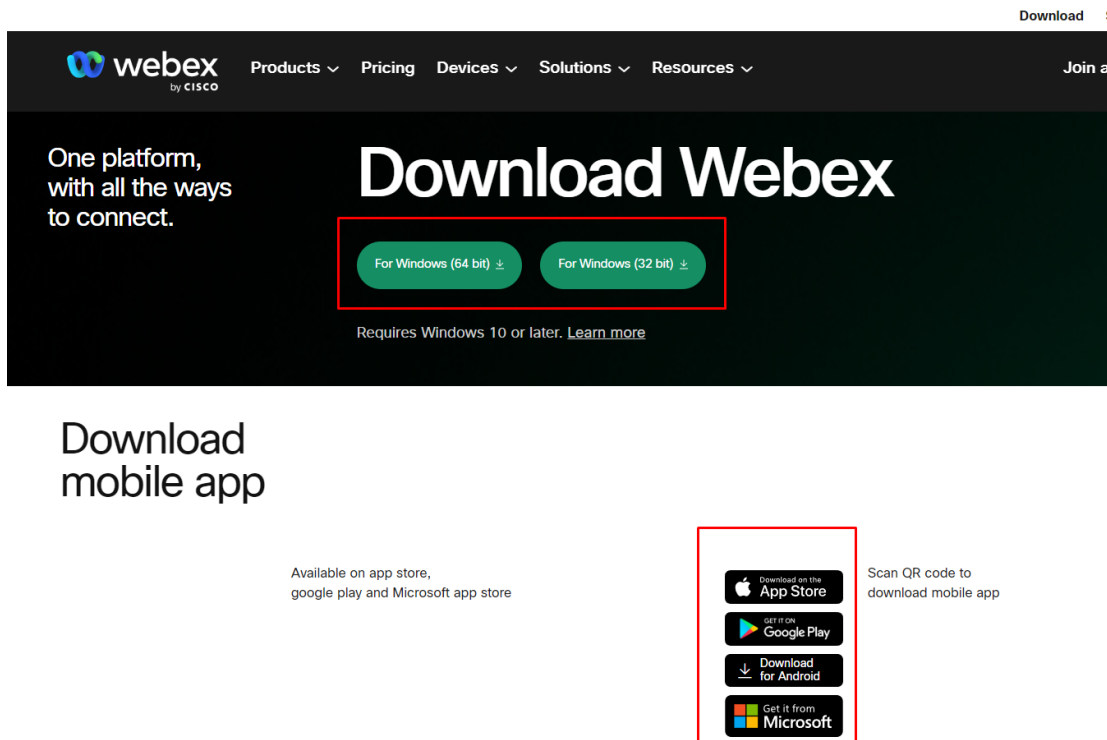 Download
webex
by CISCO
Products
Pricing
Devices
Solutions
Resources
Join
One platform,
with all the ways
to connect.
Download Webex
For Windows (64 bit)
For Windows (32 bit)
Requires Windows 10 or later. Learn more
Download
mobile app
Available on app store,
google play and Microsoft app store
Download on the
App Store
GET IT ON
Google Play
Download
for Android
Get it from
Microsoft
Scan QR code to
download mobile app